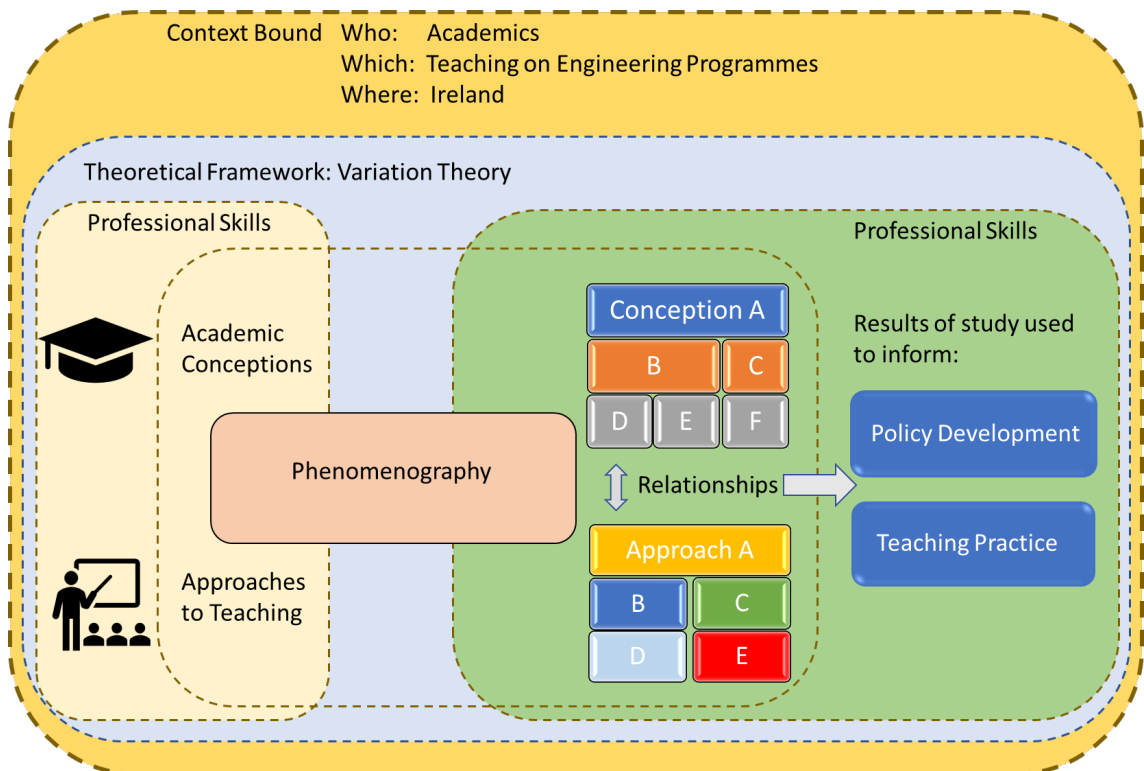 Context Bound Who: Academics
Which: Teaching on Engineering Programmes
Where: Ireland
Theoretical Framework: Variation Theory
Professional Skills
Academic
Conceptions
Approaches
to Teaching
Phenomenography
Conception A
B C
D E F
Relationships
Approach A
B C
D E
Professional Skills
Results of study used
to inform:
Policy Development
Teaching Practice